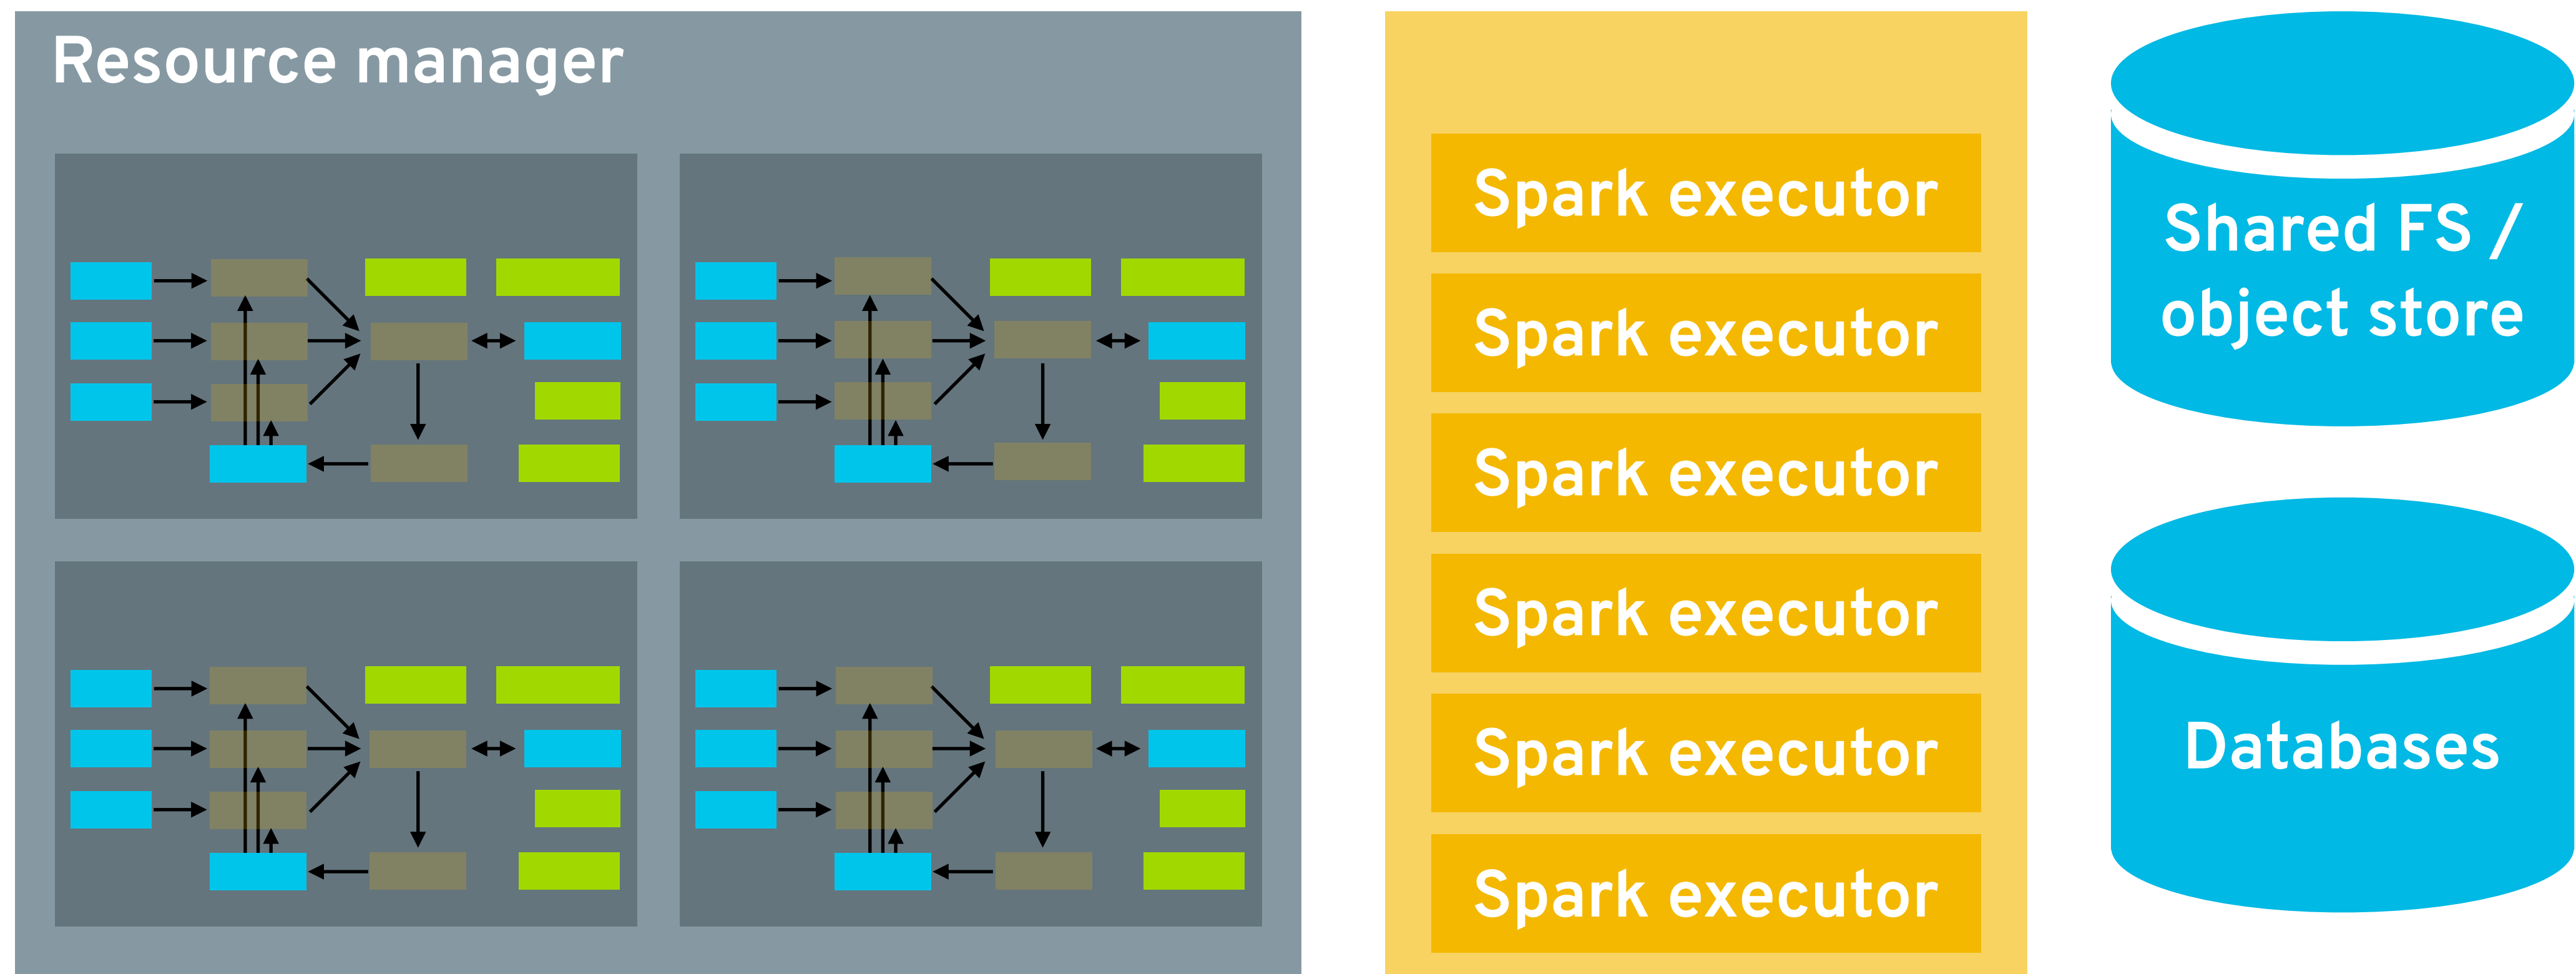 Resource manager
Spark executor
Spark executor
Spark executor
Spark executor
Spark executor
Spark executor
Shared FS /
object store
Databases